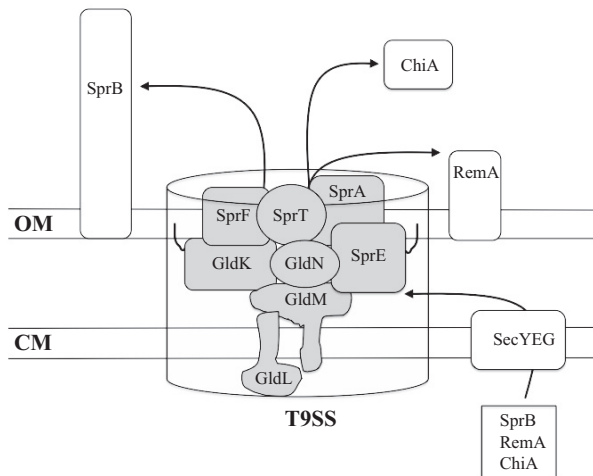 ChiA
SprB
RemA
SprA
SprF
SprT
OM
SprE
GldK
GldN
GldM
SecYEG
CM
GldL
T9SS
SprB
RemA
ChiA